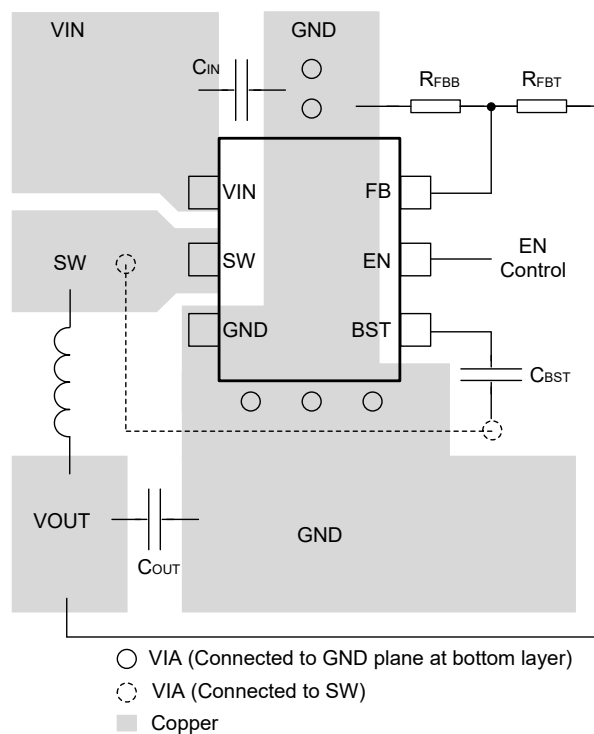 VIN
GND
CIN
RFBB
RFBT
VIN
FB
SW
SW
EN
EN
Control
GND
BST
CBST
VOUT
COUT
GND
VIA (Connected to GND plane at bottom layer)
VIA (Connected to SW)
Copper